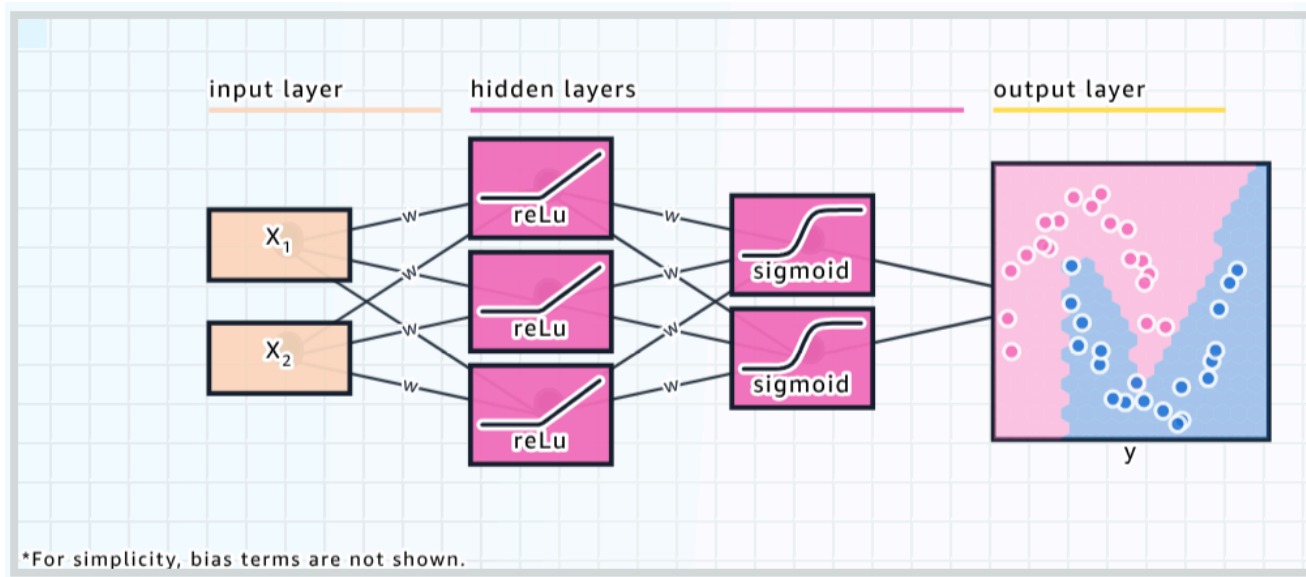 input layer
hidden layers
output layer
X1
X2
w
w
w
w
reLu
reLu
reLu
w
w
w
w
sigmoid
sigmoid
y
*For simplicity, bias terms are not shown.